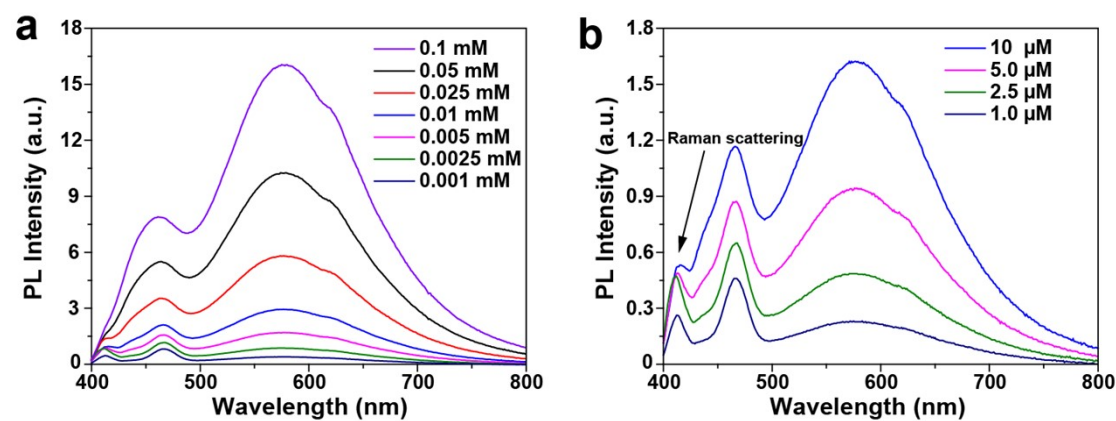 a
18
15
12
9
6
3
0
PL Intensity (a.u.)
0.1 mM
0.05 mM
0.025 mM
0.01 mM
0.005 mM
0.0025 mM
0.001 mM
400 500 600 700 800
Wavelength (nm)
b
1.8
1.5
1.2
0.9
0.6
0.3
0.0
PL Intensity (a.u.)
10 µM
5.0 µM
2.5 µM
1.0 µM
Raman scattering
400 500 600 700 800
Wavelength (nm)